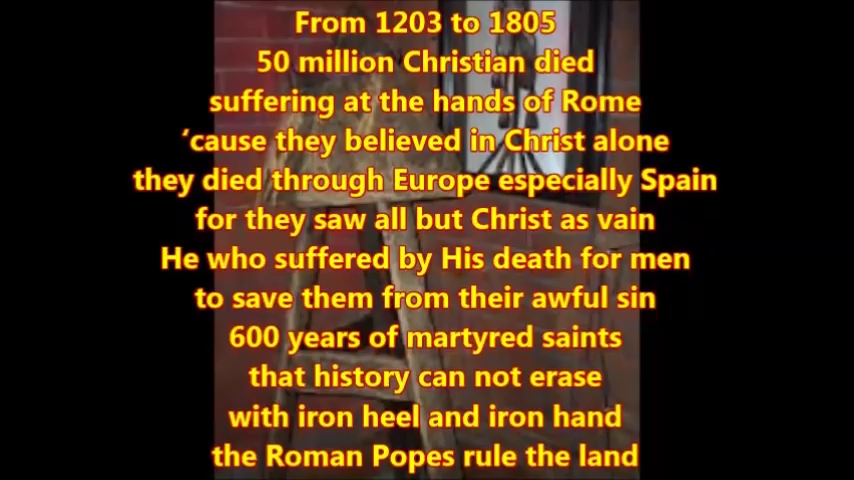 From 1203 to 1805
50 million Christian died
suffering at the hands of Rome
‘cause they believed in Christ alone
they died through Europe especially Spain
for they saw all but Christ as vain
He who suffered by His death for men
to save them from their awful sin
600 years of martyred saints
that history can not erase
with iron heel and iron hand
the Roman Popes rule the land